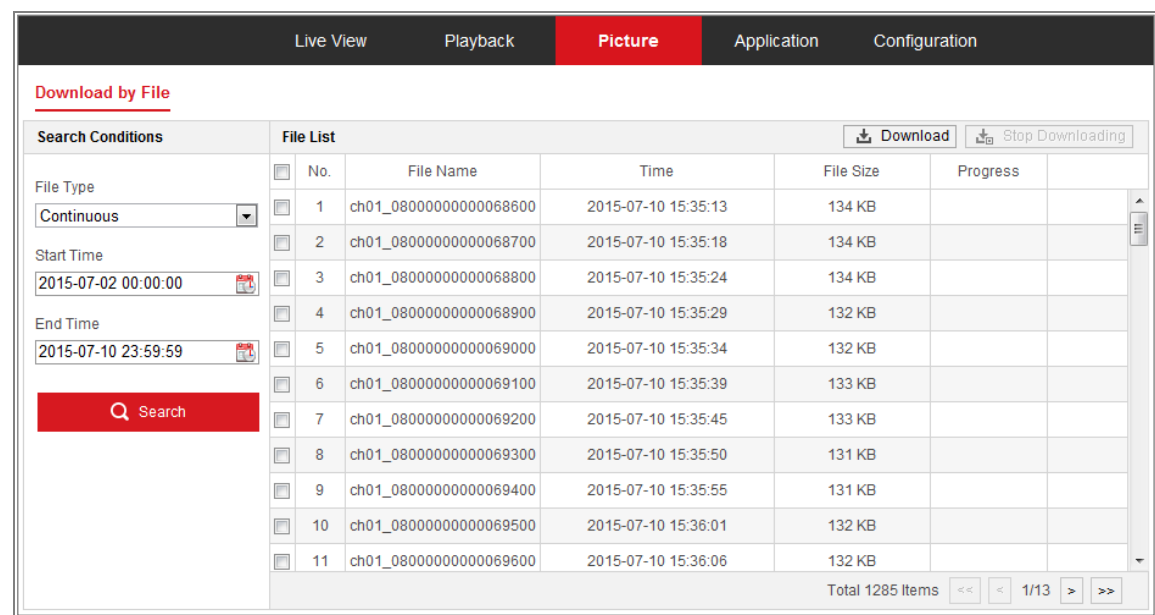 Live View Playback Picture Application Configuration
Download by File
Search Conditions
File Type
Continuous
Start Time
2015-07-02 00:00:00
End Time
2015-07-10 23:59:59
Search
File List Download Stop Downloading
No. File Name Time File Size Progress
1 ch01_08000000000068600 2015-07-10 15:35:13 134 KB
2 ch01_08000000000068700 2015-07-10 15:35:18 134 KB
3 ch01_08000000000068800 2015-07-10 15:35:24 134 KB
4 ch01_08000000000068900 2015-07-10 15:35:29 132 KB
5 ch01_08000000000069000 2015-07-10 15:35:34 132 KB
6 ch01_08000000000069100 2015-07-10 15:35:39 133 KB
7 ch01_08000000000069200 2015-07-10 15:35:45 133 KB
8 ch01_08000000000069300 2015-07-10 15:35:50 131 KB
9 ch01_08000000000069400 2015-07-10 15:35:55 131 KB
10 ch01_08000000000069500 2015-07-10 15:36:01 132 KB
11 ch01_08000000000069600 2015-07-10 15:36:06 132 KB
Total 1285 Items << < 1/13 > >>